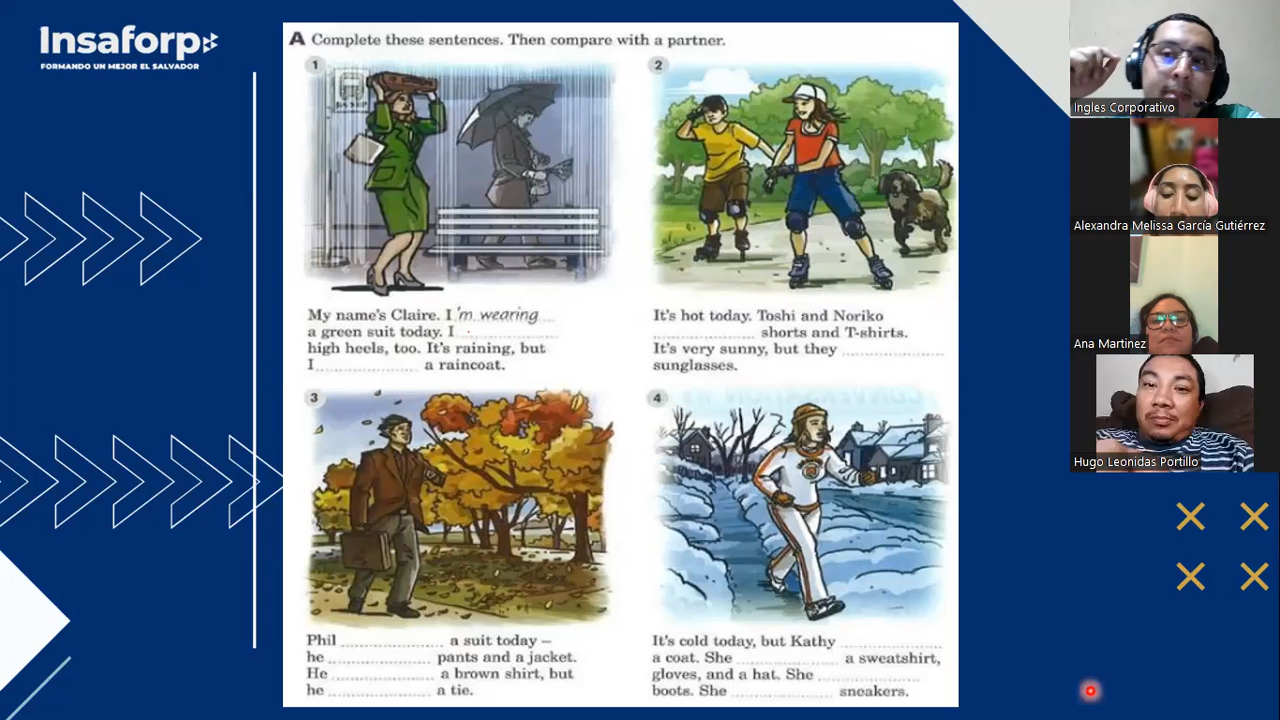 Insaforp
FORMANDO UN MEJOR EL SALVADOR
A Complete these sentences. Then compare with a partner.
1
BUS STOP
My name's Claire. I 'm wearing
a green suit today. I
high heels, too. It's raining, but
I a raincoat.
2
It's hot today. Toshi and Noriko
shorts and T-shirts.
It's very sunny, but they
sunglasses.
3
Phil a suit today –
he pants and a jacket.
He a brown shirt, but
he a tie.
4
It's cold today, but Kathy
a coat. She a sweatshirt,
gloves, and a hat. She
boots. She sneakers.
Ingles Corporativo
Alexandra Melissa García Gutiérrez
Ana Martinez
Hugo Leonidas Portillo